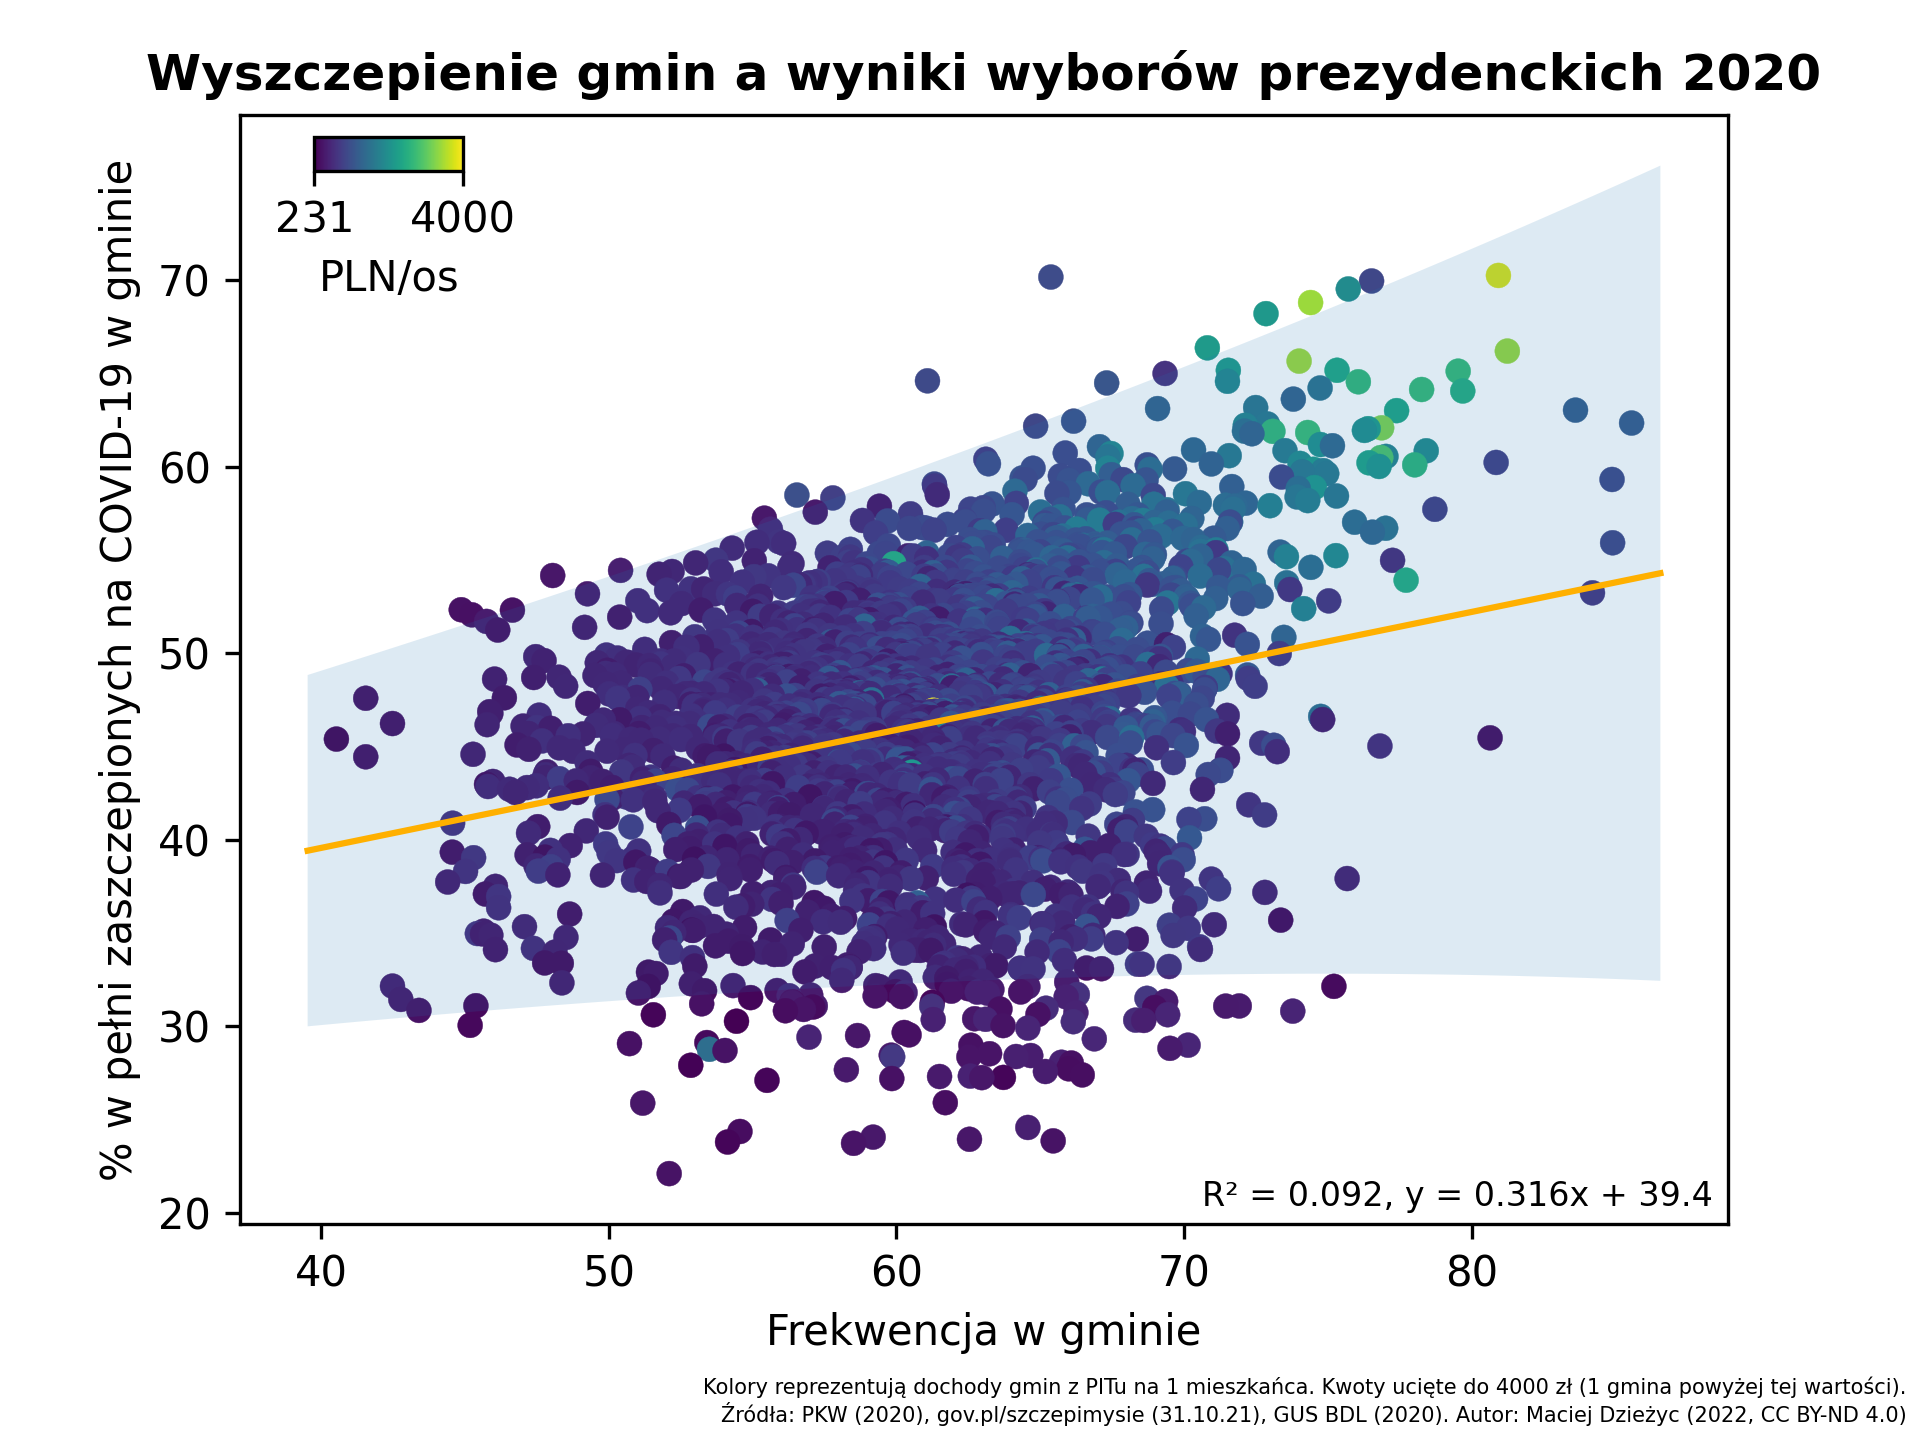 Wyszczepienie gmin a wyniki wyborów prezydenckich 2020
231 4000
PLN/os
% w pełni zaszczepionych na COVID-19 w gminie
70
60
50
40
30
20
R² = 0.092, y = 0.316x + 39.4
40 50 60 70 80
Frekwencja w gminie
Kolory reprezentują dochody gmin z PITu na 1 mieszkańca. Kwoty ucięte do 4000 zł (1 gmina powyżej tej wartości).
Źródła: PKW (2020), gov.pl/szczepimysie (31.10.21), GUS BDL (2020). Autor: Maciej Dzieżyc (2022, CC BY-ND 4.0)